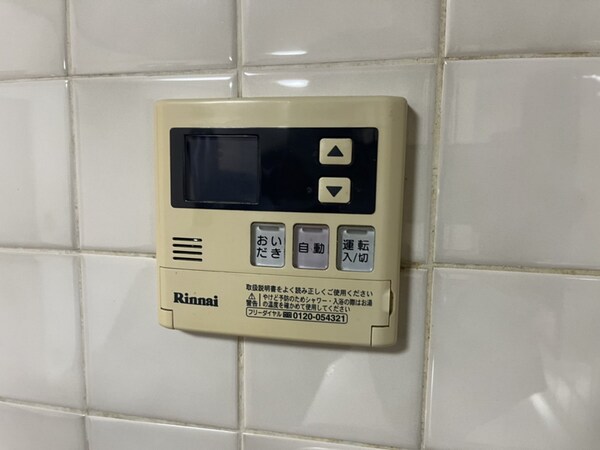 ▲
▼
おい
だき
自動
運転
入/切
Rinnai
取扱説明書をよく読み正しくご使用ください
警告 やけど予防のためシャワー・入浴の際はお湯
の温度を確かめて使用してください
フリーダイヤル 0120-054321